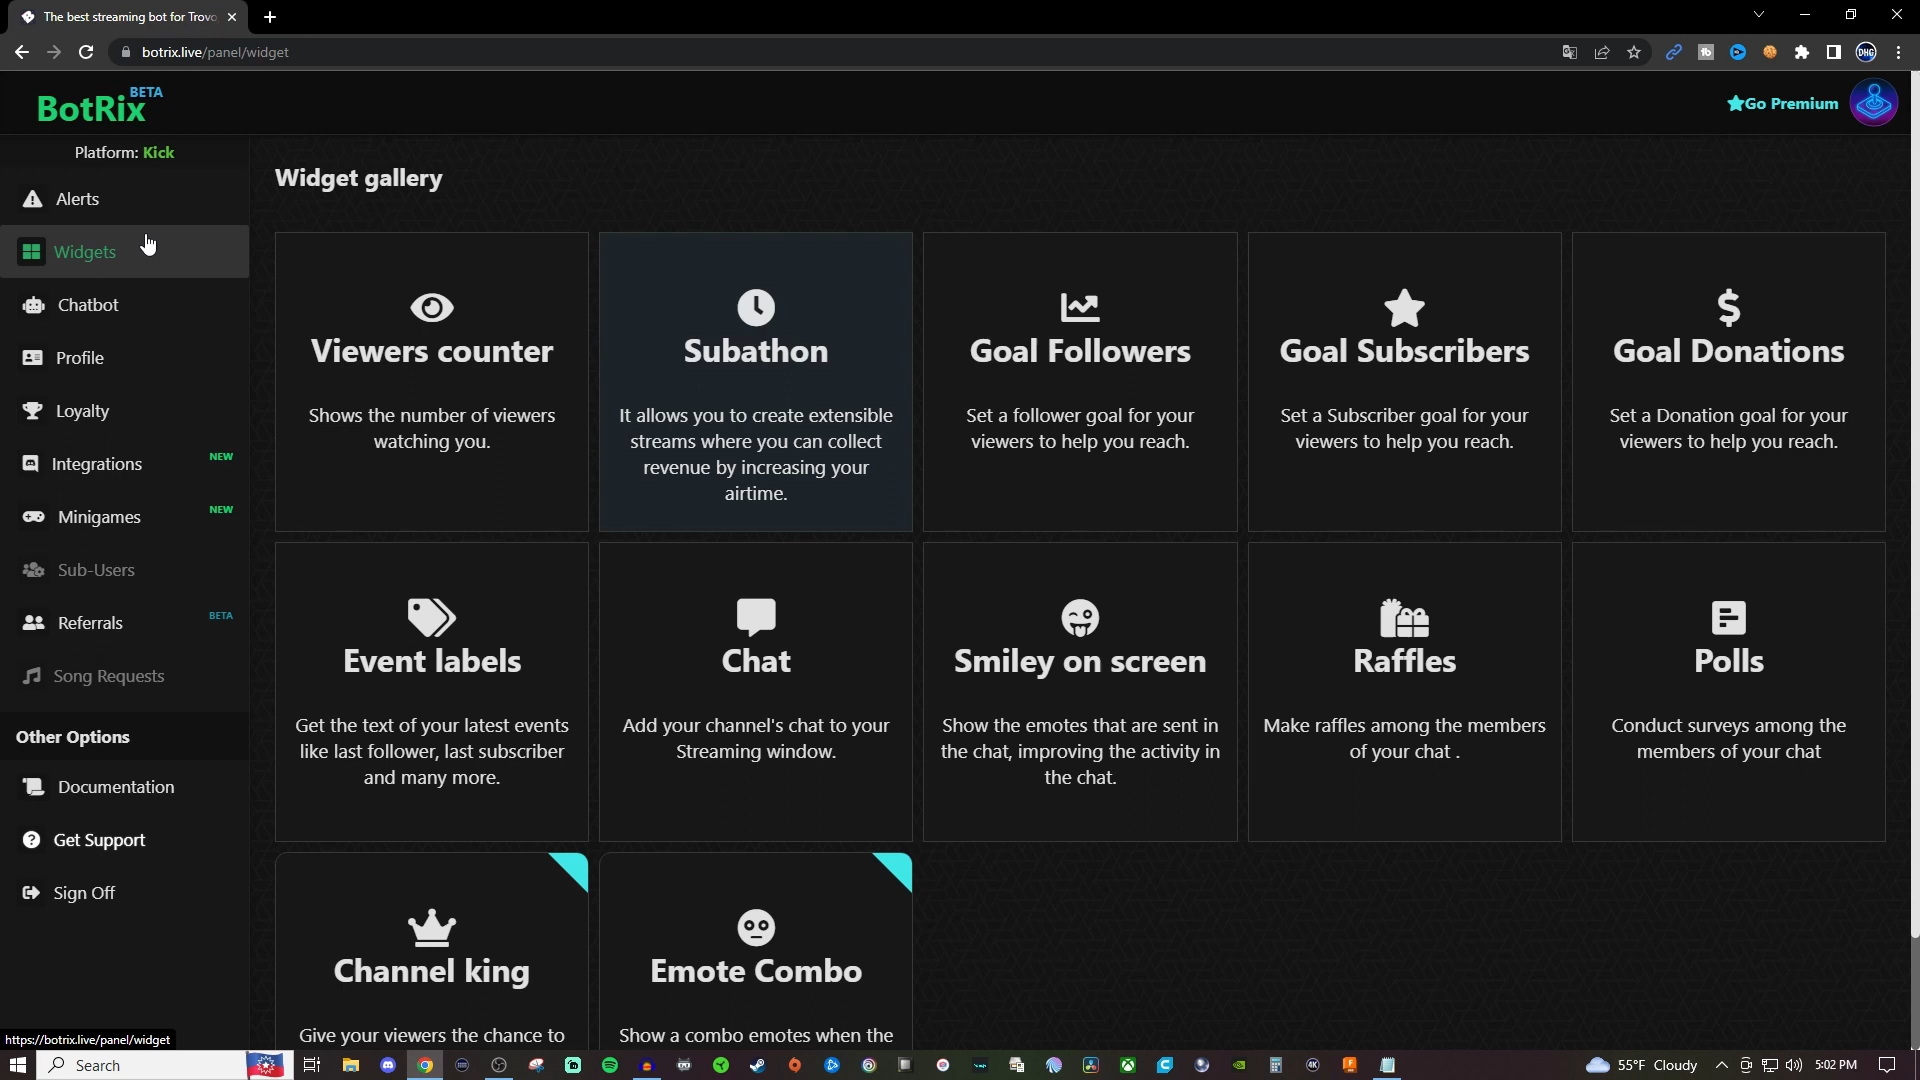 The best streaming bot for Trovo
botrix.live/panel/widget
BotRix BETA
Go Premium
Platform: Kick
Alerts
Widgets
Chatbot
Profile
Loyalty
Integrations NEW
Minigames NEW
Sub-Users
Referrals BETA
Song Requests
Other Options
Documentation
Get Support
Sign Off
Widget gallery
Viewers counter
Shows the number of viewers
watching you.
Subathon
It allows you to create extensible
streams where you can collect
revenue by increasing your
airtime.
Goal Followers
Set a follower goal for your
viewers to help you reach.
Goal Subscribers
Set a Subscriber goal for your
viewers to help you reach.
Goal Donations
Set a Donation goal for your
viewers to help you reach.
Event labels
Get the text of your latest events
like last follower, last subscriber
and many more.
Chat
Add your channel's chat to your
Streaming window.
Smiley on screen
Show the emotes that are sent in
the chat, improving the activity in
the chat.
Raffles
Make raffles among the members
of your chat .
Polls
Conduct surveys among the
members of your chat
Channel king
Give your viewers the chance to
Emote Combo
Show a combo emotes when the
https://botrix.live/panel/widget
Search
55°F Cloudy
5:02 PM